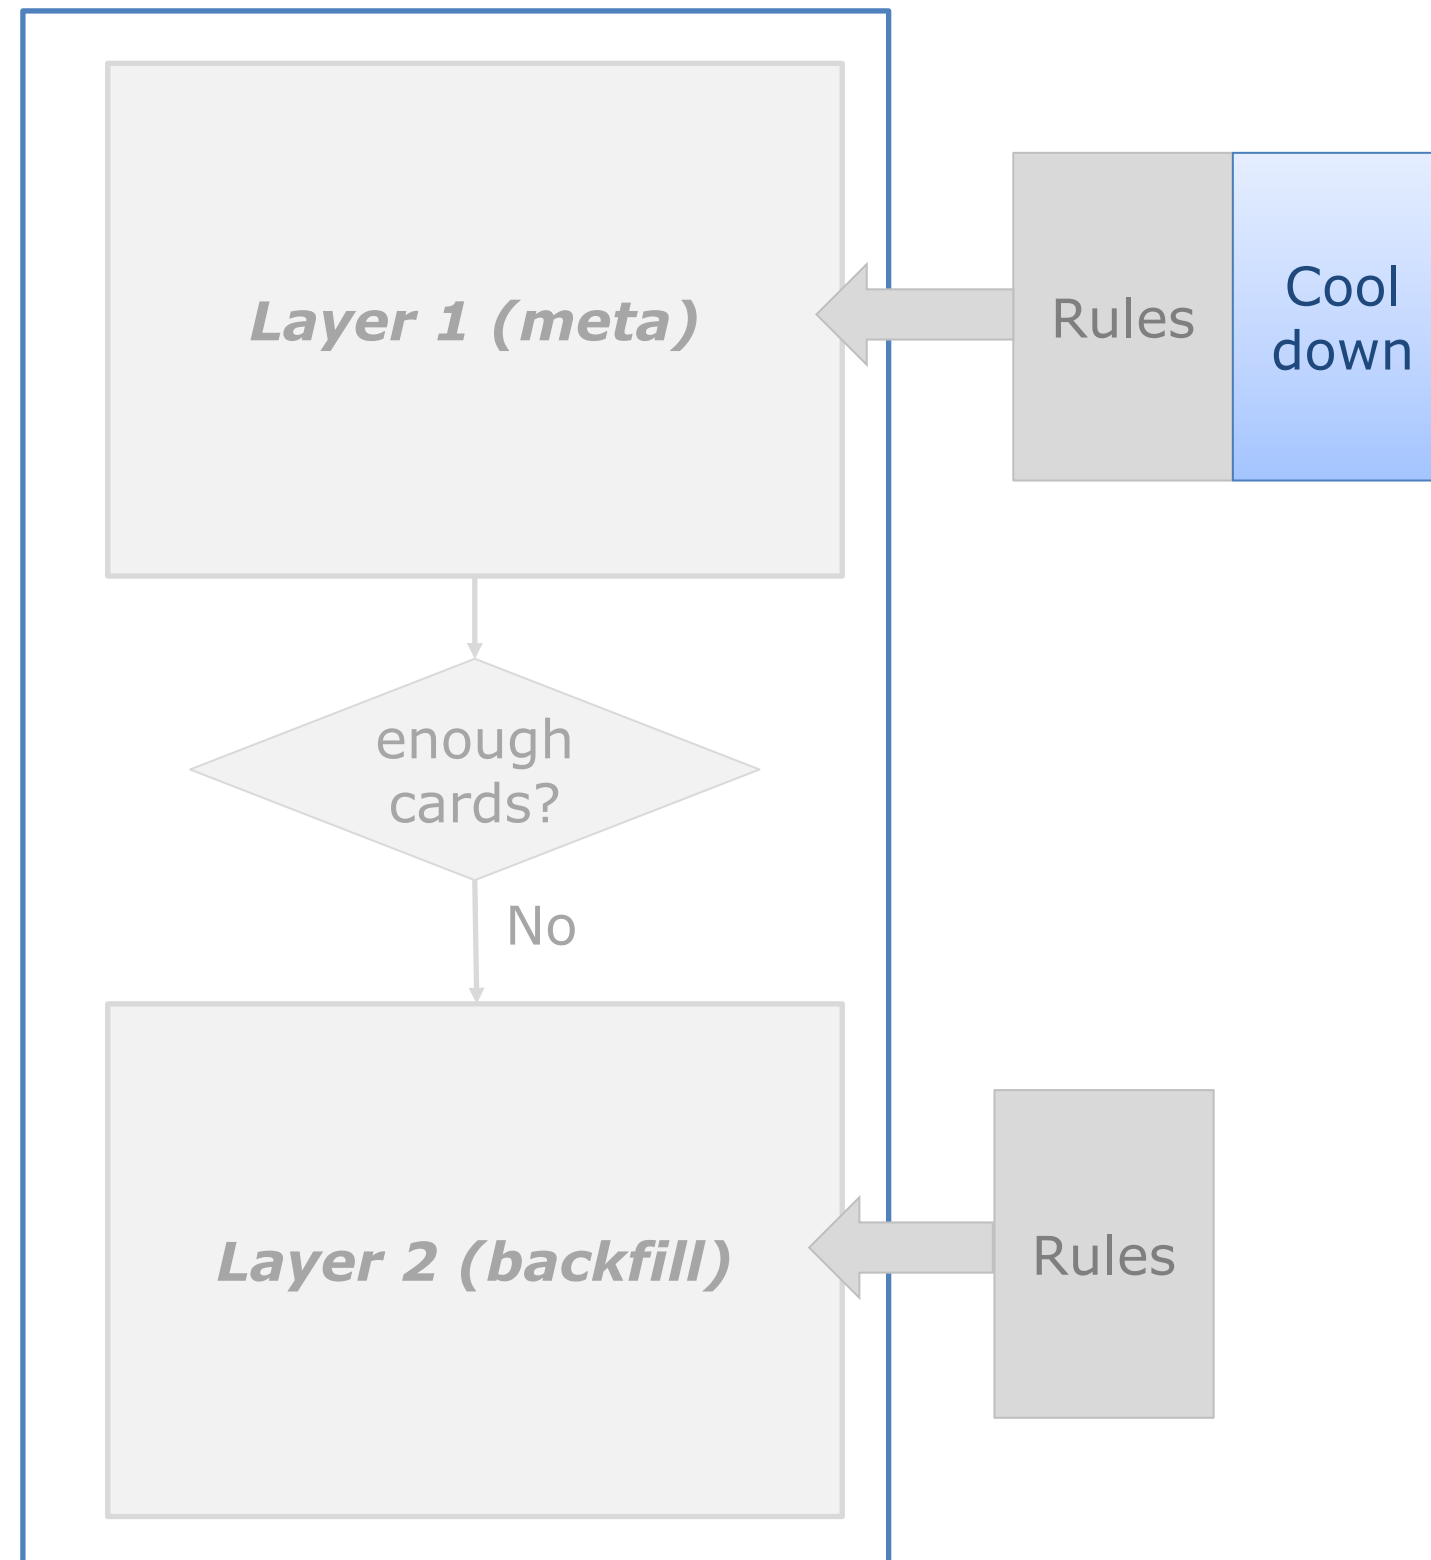 Layer 1 (meta)
Rules
Cool
down
enough
cards?
No
Layer 2 (backfill)
Rules